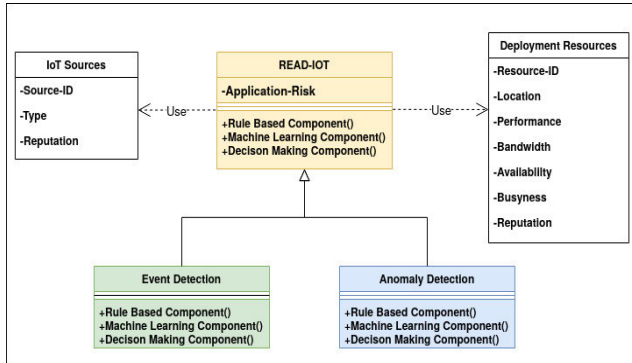 IoT Sources
-Source-ID
-Type
-Reputation
Use
READ-IOT
-Application-Risk
+Rule Based Component()
+Machine Learning Component()
+Decison Making Component()
Use
Deployment Resources
-Resource-ID
-Location
-Performance
-Bandwidth
-Availability
-Busyness
-Reputation
Event Detection
+Rule Based Component()
+Machine Learning Component()
+Decison Making Component()
Anomaly Detection
+Rule Based Component()
+Machine Learning Component()
+Decison Making Component()